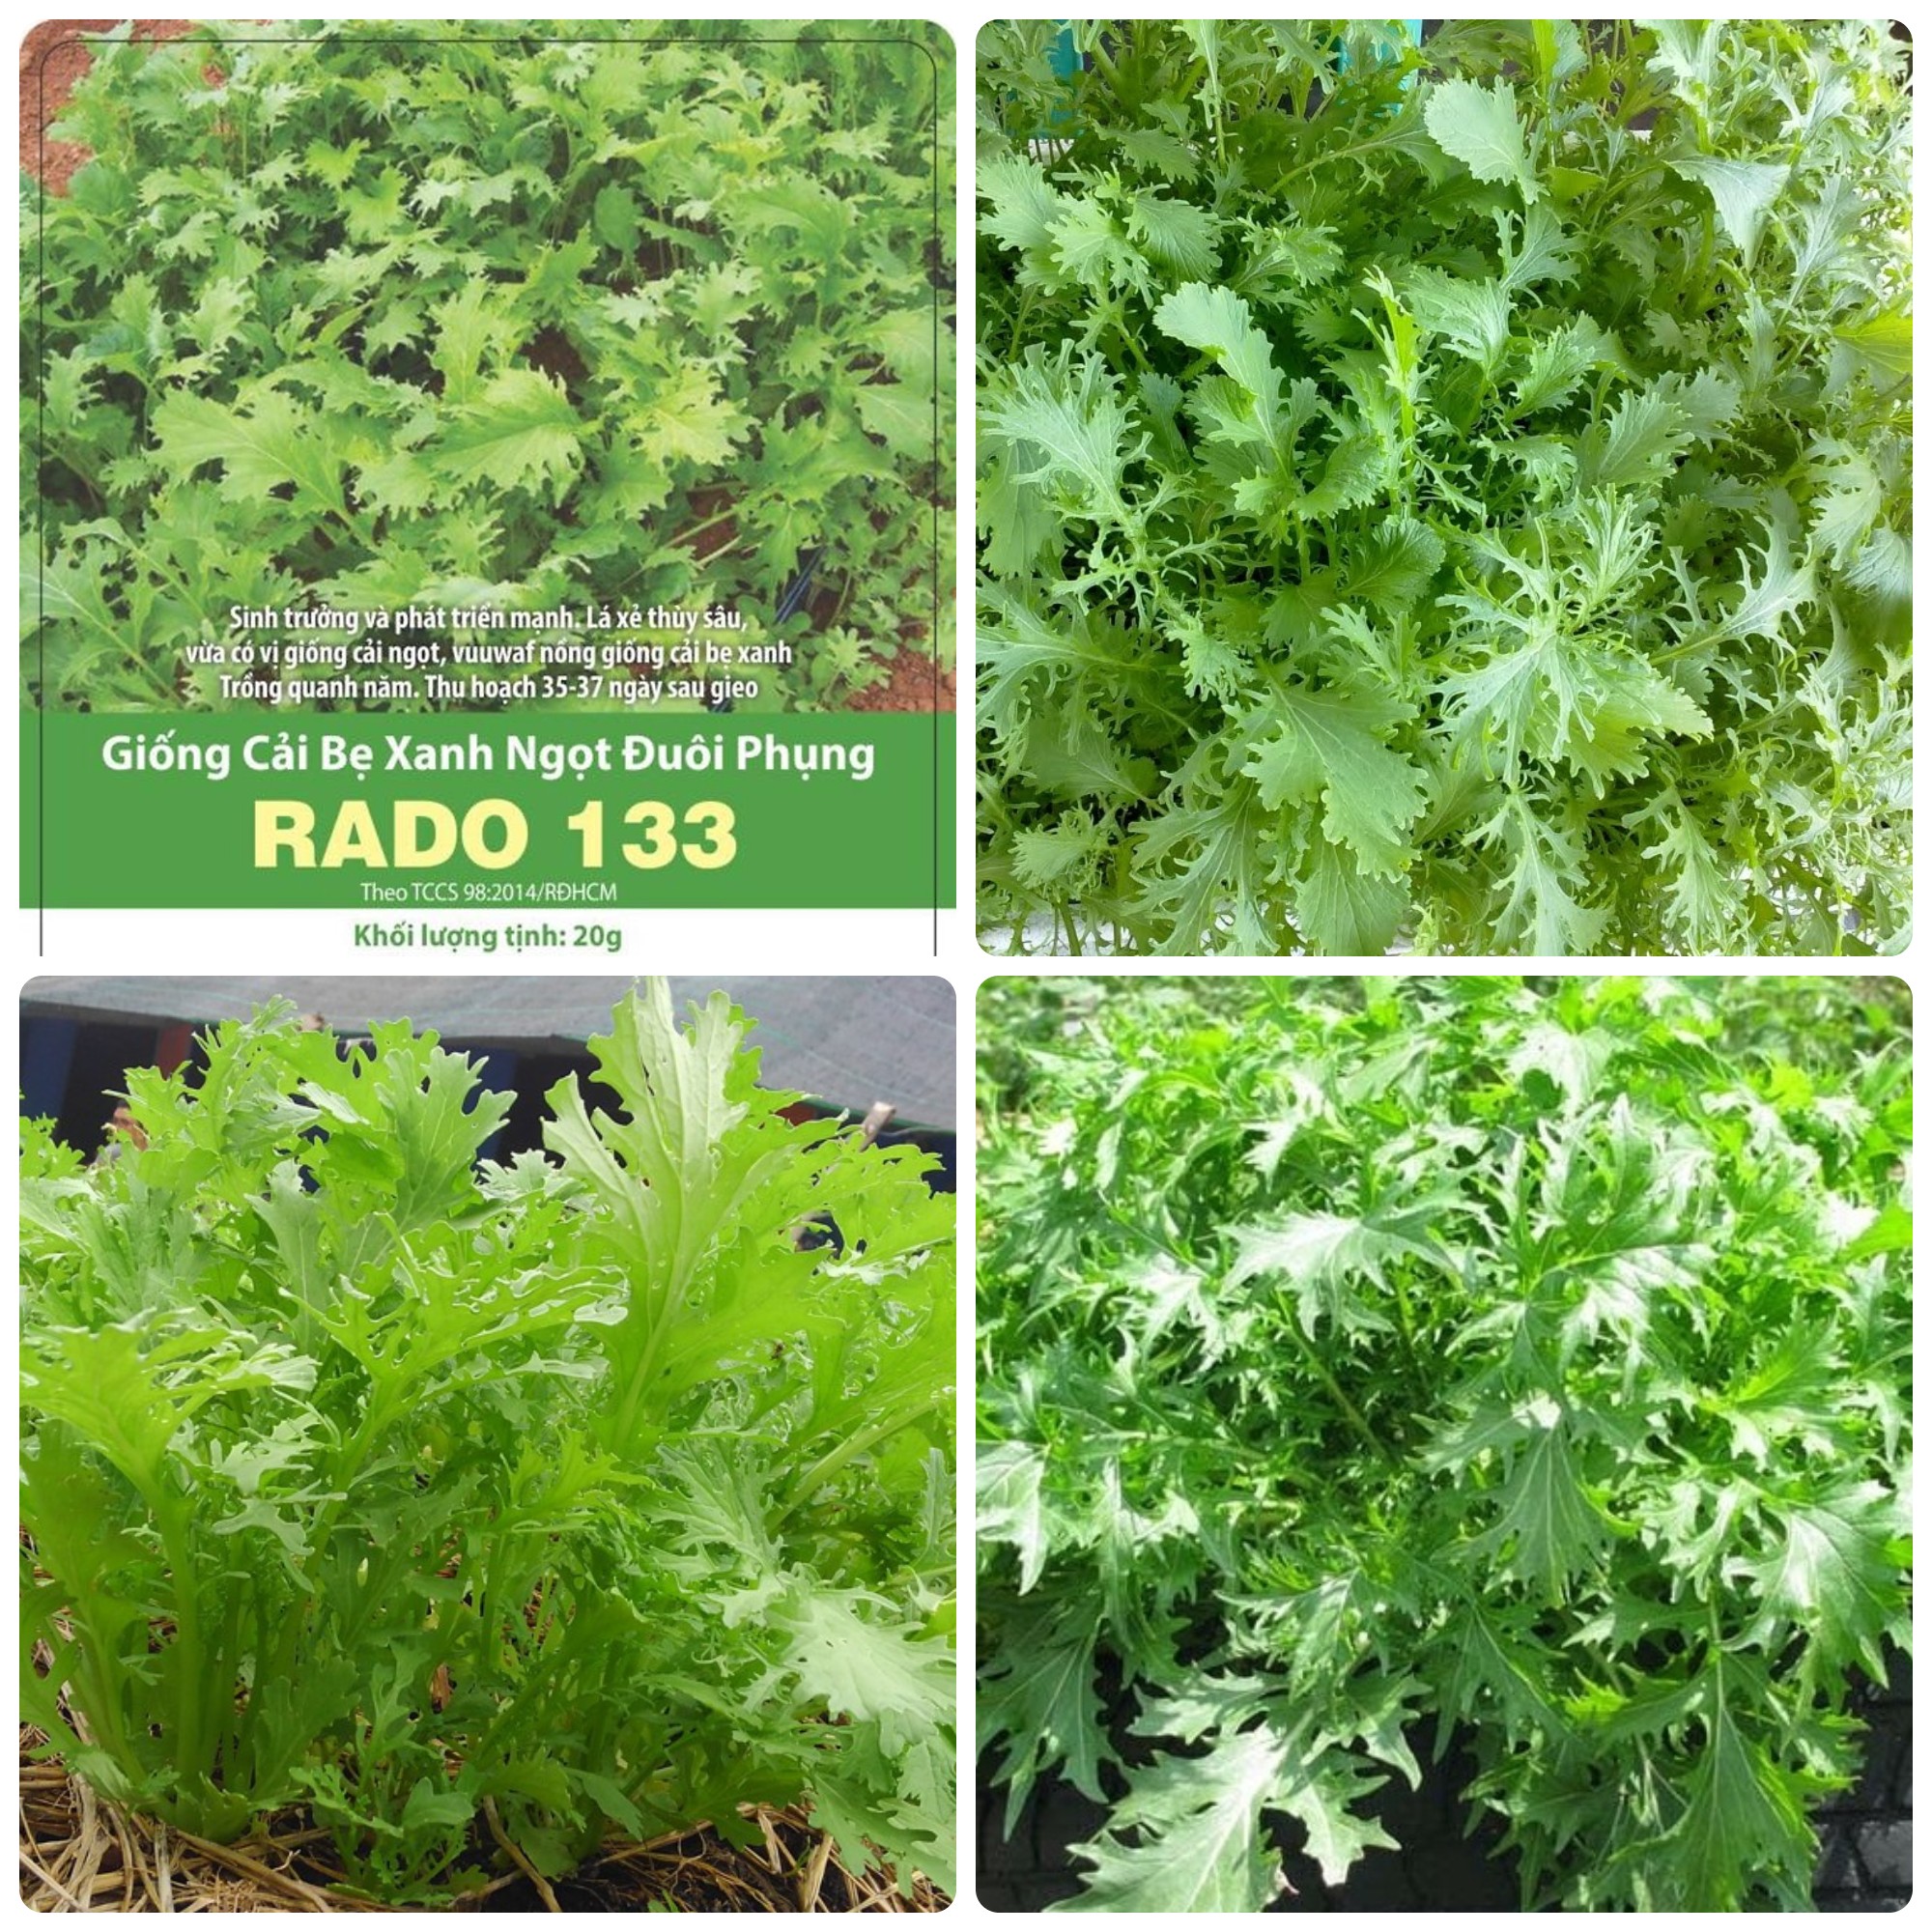 Sinh trưởng và phát triển mạnh. Lá xẻ thùy sâu,
vừa có vị giống cải ngọt, vuuwaf nồng giống cải bẹ xanh
Trồng quanh năm. Thu hoạch 35-37 ngày sau gieo
Giống Cải Bẹ Xanh Ngọt Đuôi Phụng
RADO 133
Theo TCCS 98:2014/RĐHCM
Khối lượng tịnh: 20g